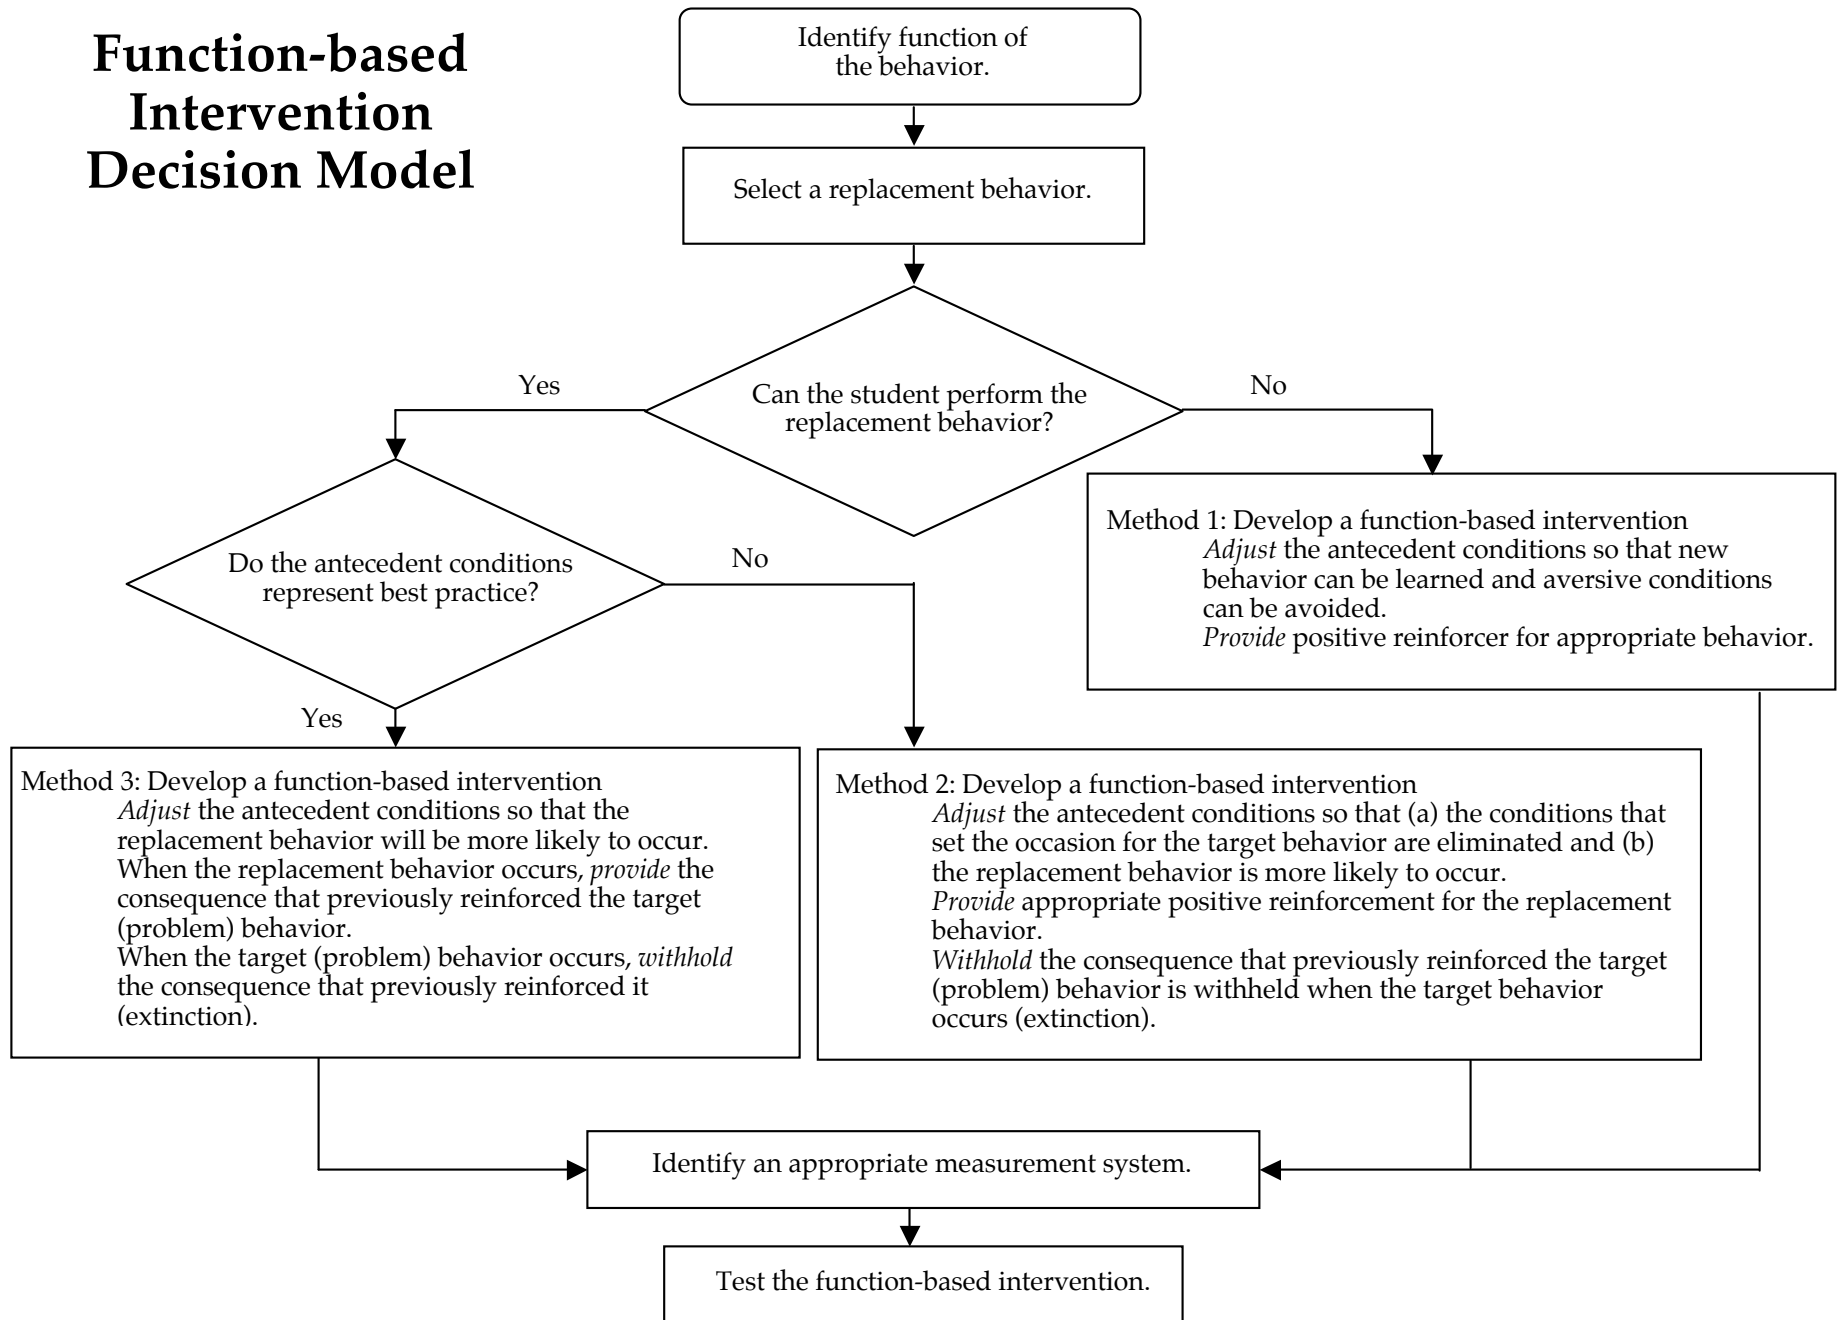 Function-based
Intervention
Decision Model
Identify function of
the behavior.
Select a replacement behavior.
Can the student perform the
replacement behavior?
Yes
No
Do the antecedent conditions
represent best practice?
No
Yes
Method 1: Develop a function-based intervention
Adjust the antecedent conditions so that new
behavior can be learned and aversive conditions
can be avoided.
Provide positive reinforcer for appropriate behavior.
Method 3: Develop a function-based intervention
Adjust the antecedent conditions so that the
replacement behavior will be more likely to occur.
When the replacement behavior occurs, provide the
consequence that previously reinforced the target
(problem) behavior.
When the target (problem) behavior occurs, withhold
the consequence that previously reinforced it
(extinction).
Method 2: Develop a function-based intervention
Adjust the antecedent conditions so that (a) the conditions that
set the occasion for the target behavior are eliminated and (b)
the replacement behavior is more likely to occur.
Provide appropriate positive reinforcement for the replacement
behavior.
Withhold the consequence that previously reinforced the target
(problem) behavior is withheld when the target behavior
occurs (extinction).
Identify an appropriate measurement system.
Test the function-based intervention.